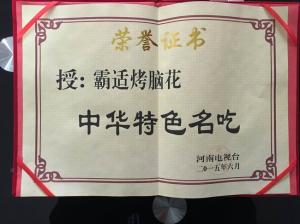 荣誉证书
授：霸适烤脑花
中华特色名吃
河南电视台
二〇一五年六月